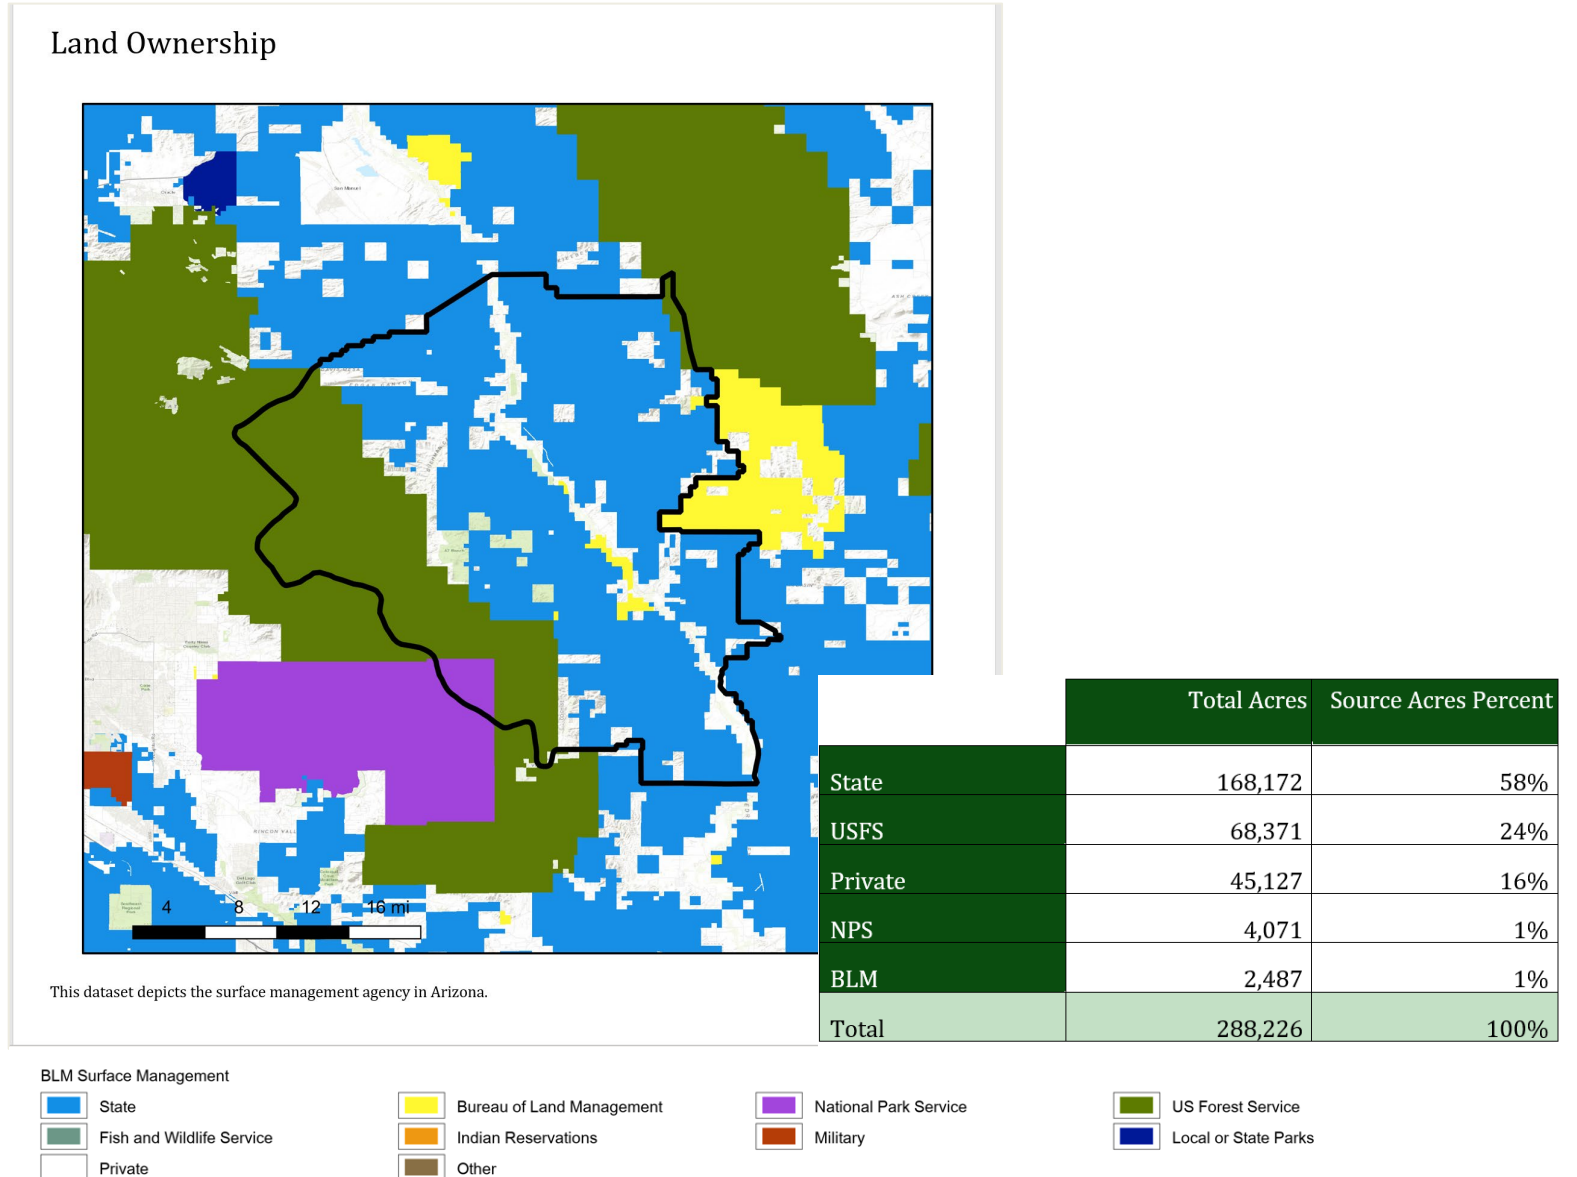 Land Ownership
San Manuel
Oracle
4 8 12 16 mi
This dataset depicts the surface management agency in Arizona.
Total Acres Source Acres Percent
State 168,172 58%
USFS 68,371 24%
Private 45,127 16%
NPS 4,071 1%
BLM 2,487 1%
Total 288,226 100%
BLM Surface Management
State Bureau of Land Management National Park Service US Forest Service
Fish and Wildlife Service Indian Reservations Military Local or State Parks
Private Other